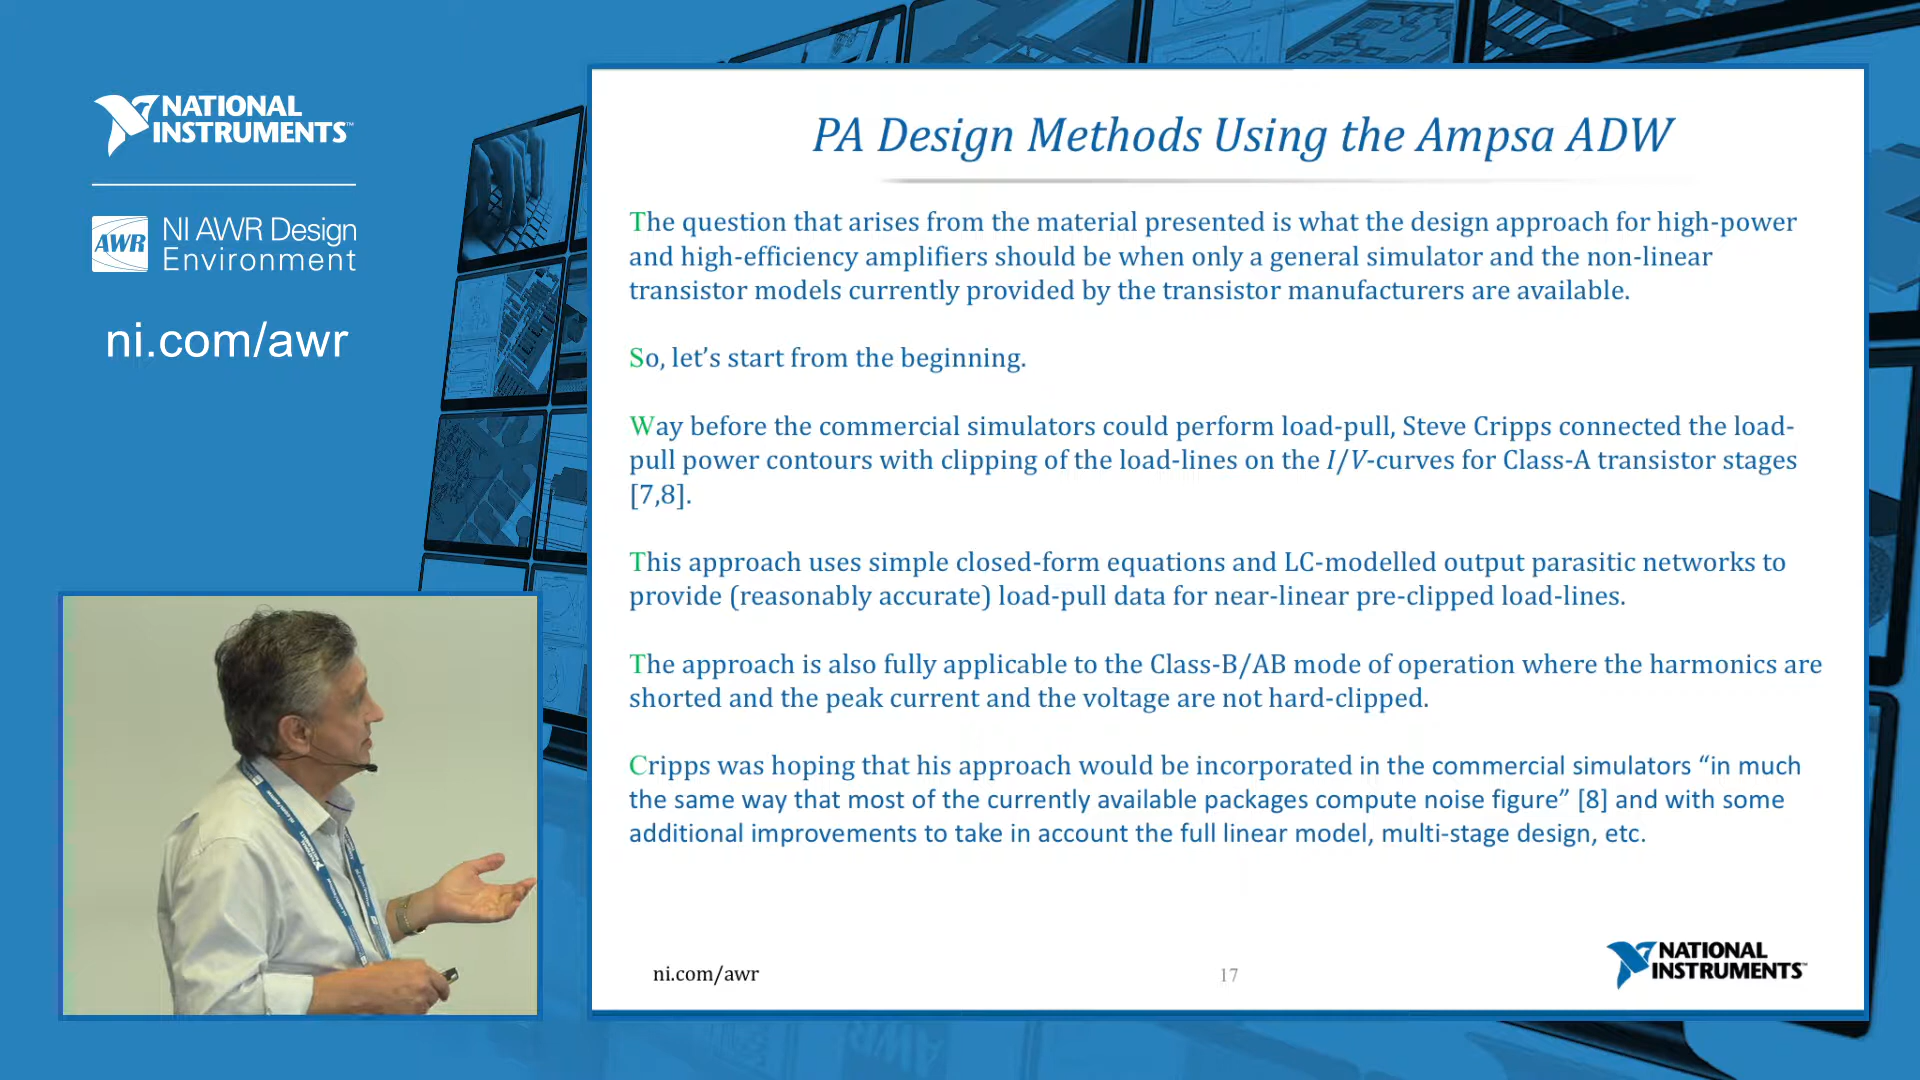 NATIONAL
INSTRUMENTS™
AWR
NI AWR Design
Environment
ni.com/awr
PA Design Methods Using the Ampsa ADW
The question that arises from the material presented is what the design approach for high-power
and high-efficiency amplifiers should be when only a general simulator and the non-linear
transistor models currently provided by the transistor manufacturers are available.
So, let’s start from the beginning.
Way before the commercial simulators could perform load-pull, Steve Cripps connected the load-
pull power contours with clipping of the load-lines on the I/V-curves for Class-A transistor stages
[7,8].
This approach uses simple closed-form equations and LC-modelled output parasitic networks to
provide (reasonably accurate) load-pull data for near-linear pre-clipped load-lines.
The approach is also fully applicable to the Class-B/AB mode of operation where the harmonics are
shorted and the peak current and the voltage are not hard-clipped.
Cripps was hoping that his approach would be incorporated in the commercial simulators “in much
the same way that most of the currently available packages compute noise figure” [8] and with some
additional improvements to take in account the full linear model, multi-stage design, etc.
ni.com/awr
17
NATIONAL
INSTRUMENTS™